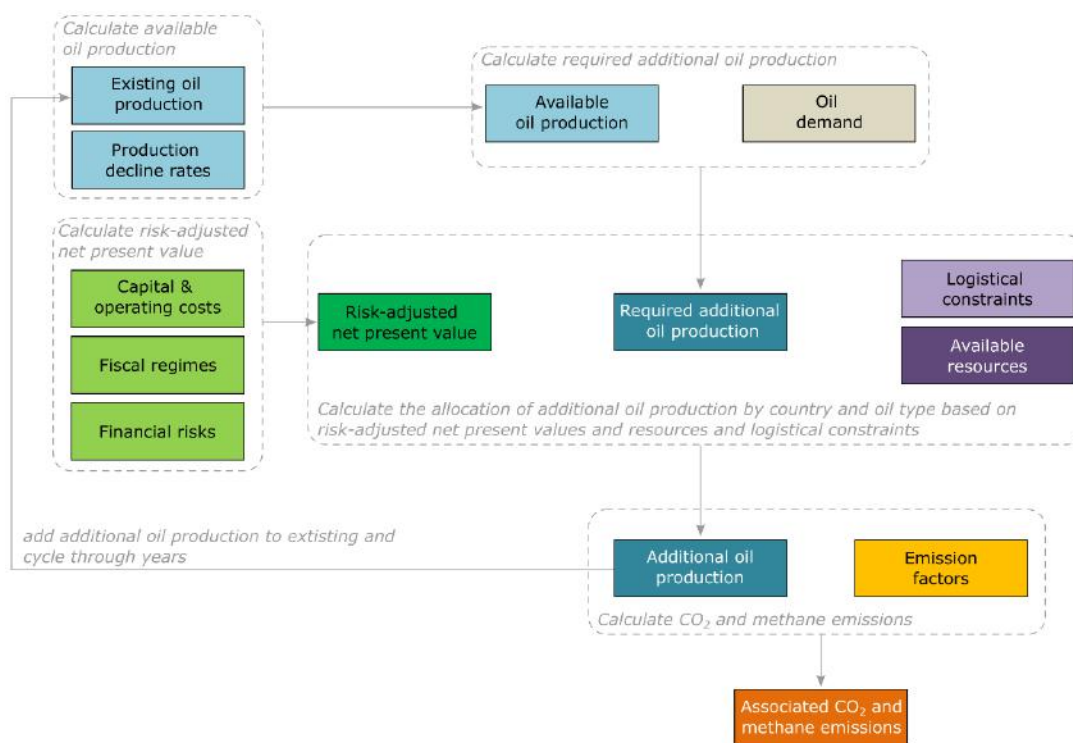 Calculate available
oil production
Existing oil
production
Production
decline rates
Calculate required additional oil production
Available
oil production
Oil
demand
Calculate risk-adjusted
net present value
Capital &
operating costs
Fiscal regimes
Financial risks
Risk-adjusted
net present value
Required additional
oil production
Logistical
constraints
Available
resources
Calculate the allocation of additional oil production by country and oil type based on
risk-adjusted net present values and resources and logistical constraints
add additional oil production to extisting and
cycle through years
Additional oil
production
Emission
factors
Calculate CO₂ and methane emissions
Associated CO₂ and
methane emissions